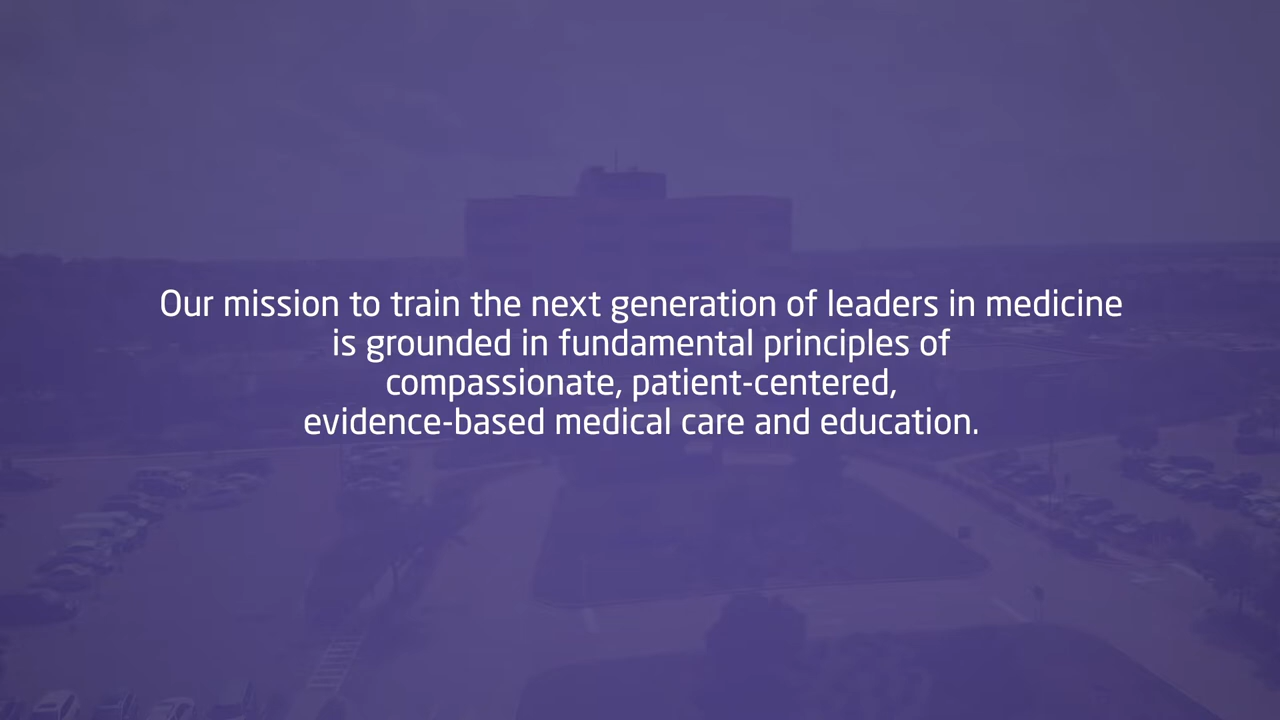 Our mission to train the next generation of leaders in medicine
is grounded in fundamental principles of
compassionate, patient-centered,
evidence-based medical care and education.